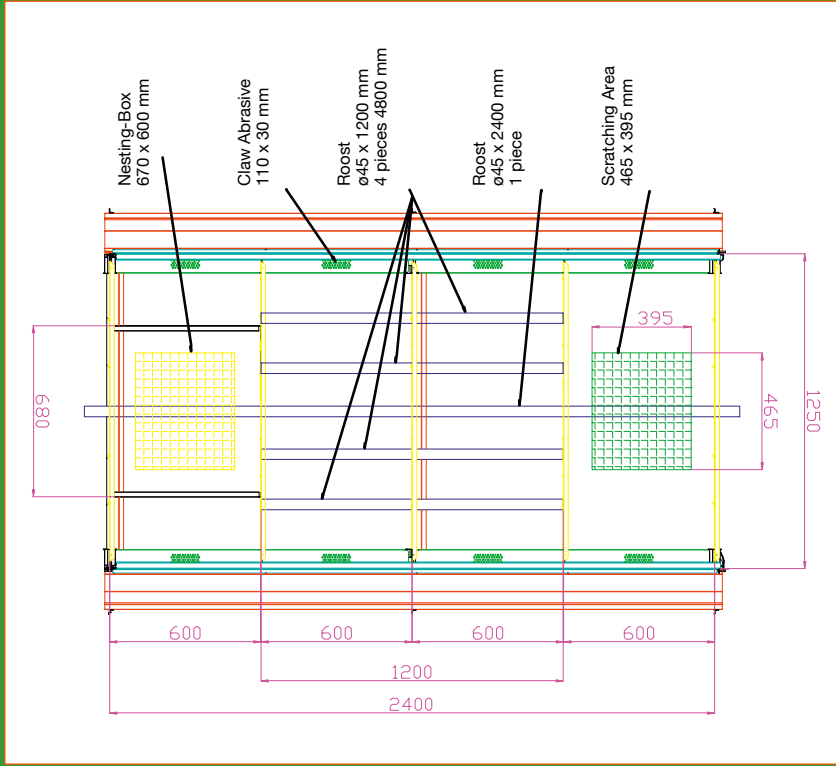 Nesting-Box
670 x 600 mm
Claw Abrasive
110 x 30 mm
Roost
ø45 x 1200 mm
4 pieces 4800 mm
Roost
ø45 x 2400 mm
1 piece
Scratching Area
465 x 395 mm
395
680
465
1250
600
600
600
600
1200
2400